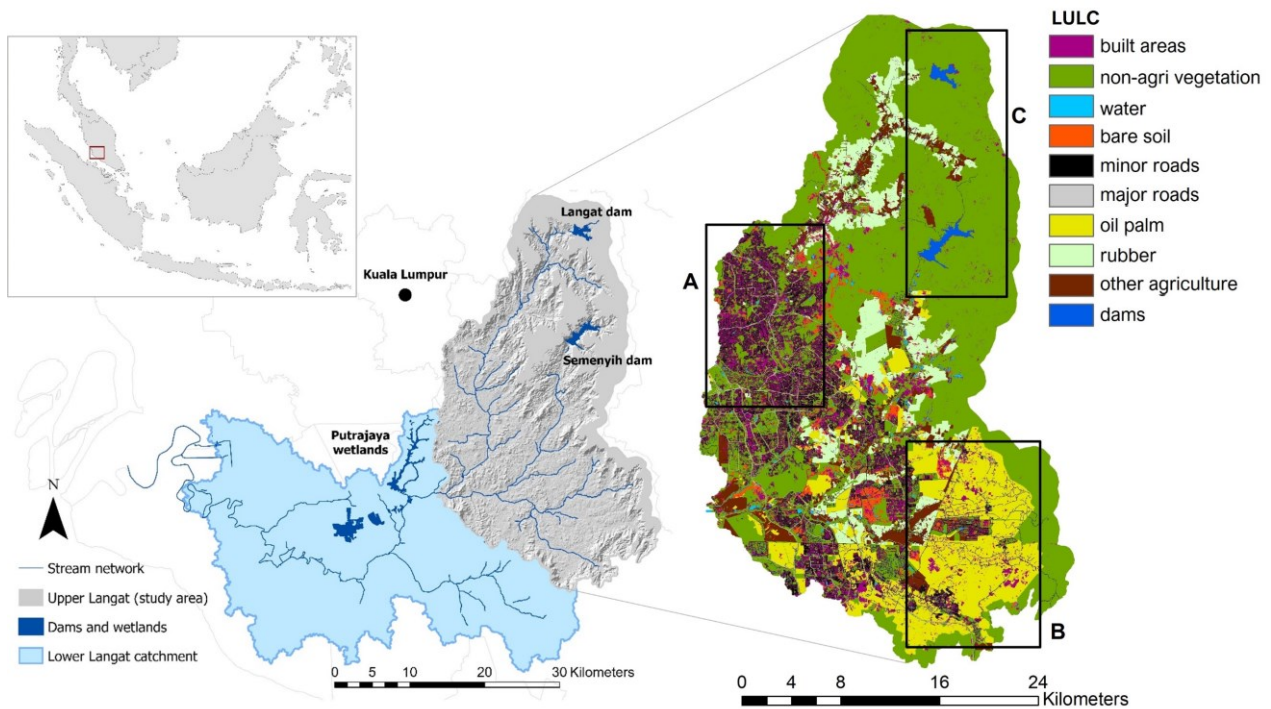 LULC
built areas
non-agri vegetation
water
bare soil
minor roads
major roads
oil palm
rubber
other agriculture
dams
C
A
B
Langat dam
Kuala Lumpur
Semenyih dam
Putrajaya
wetlands
N
Stream network
Upper Langat (study area)
Dams and wetlands
Lower Langat catchment
0 5 10 20 30 Kilometers
0 4 8 16 24
Kilometers